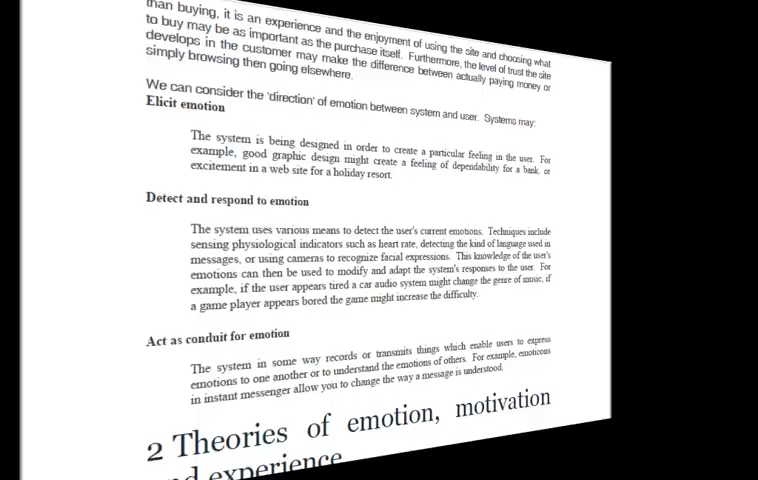 than buying, it is an experience and the enjoyment of using the site and choosing what
to buy may be as important as the purchase itself. Furthermore, the level of trust the site
develops in the customer may make the difference between actually paying money or
simply browsing then going elsewhere.
We can consider the 'direction' of emotion between system and user. Systems may:
Elicit emotion
The system is being designed in order to create a particular feeling in the user. For
example, good graphic design might create a feeling of dependability for a bank, or
excitement in a web site for a holiday resort.
Detect and respond to emotion
The system uses various means to detect the user's current emotions. Techniques include
sensing physiological indicators such as heart rate, detecting the kind of language used in
messages, or using cameras to recognize facial expressions. This knowledge of the user's
emotions can then be used to modify and adapt the system's responses to the user. For
example, if the user appears tired a car audio system might change the genre of music, if
a game player appears bored the game might increase the difficulty.
Act as conduit for emotion
The system in some way records or transmits things which enable users to express
emotions to one another or to understand the emotions of others. For example, emoticons
in instant messenger allow you to change the way a message is understood.
2 Theories of emotion, motivation
and experience